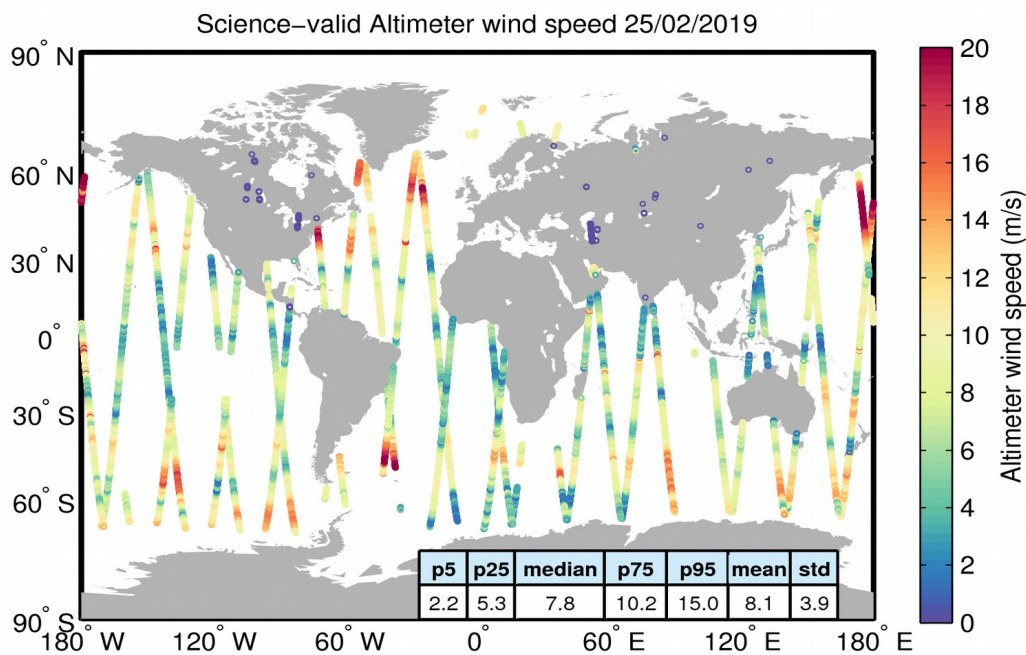 Science−valid Altimeter wind speed 25/02/2019
90° N
60° N
30° N
0°
30° S
60° S
90° S
180° W
120° W
60° W
0°
60° E
120° E
180° E
p5 p25 median p75 p95 mean std
2.2 5.3 7.8 10.2 15.0 8.1 3.9
20
18
16
14
12
10
8
6
4
2
0
Altimeter wind speed (m/s)